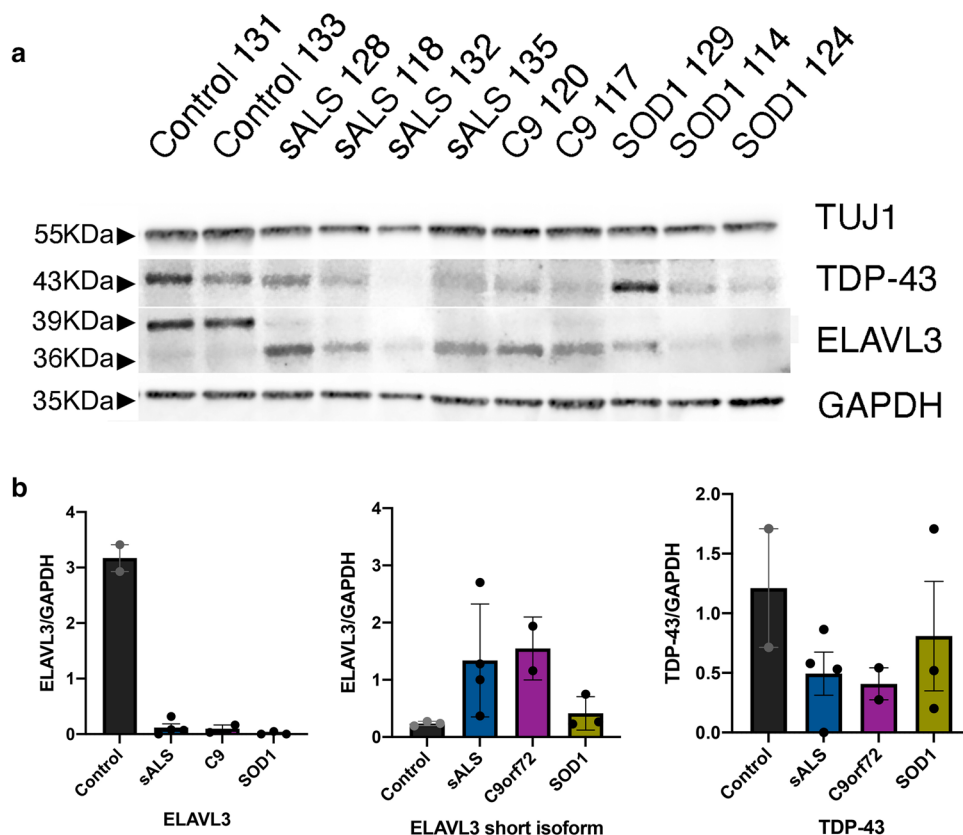 a
Control 131
Control 133
sALS 128
sALS 118
sALS 132
sALS 135
C9 120
C9 117
SOD1 129
SOD1 114
SOD1 124
55KDa
TUJ1
43KDa
TDP-43
39KDa
36KDa
ELAVL3
35KDa
GAPDH
b
ELAVL3/GAPDH
4
3
2
1
0
Control
sALS
C9
SOD1
ELAVL3
ELAVL3/GAPDH
4
3
2
1
0
Control
sALS
C9orf72
SOD1
ELAVL3 short isoform
TDP-43/GAPDH
2.0
1.5
1.0
0.5
0.0
Control
sALS
C9orf72
SOD1
TDP-43